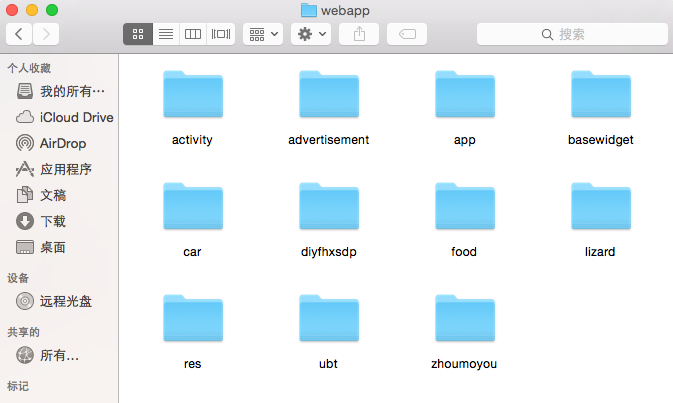 webapp
搜索
个人收藏
我的所有…
iCloud Drive
AirDrop
应用程序
文稿
下载
桌面
设备
远程光盘
共享的
所有…
标记
activity
advertisement
app
basewidget
car
diyfhxsdp
food
lizard
res
ubt
zhoumoyou